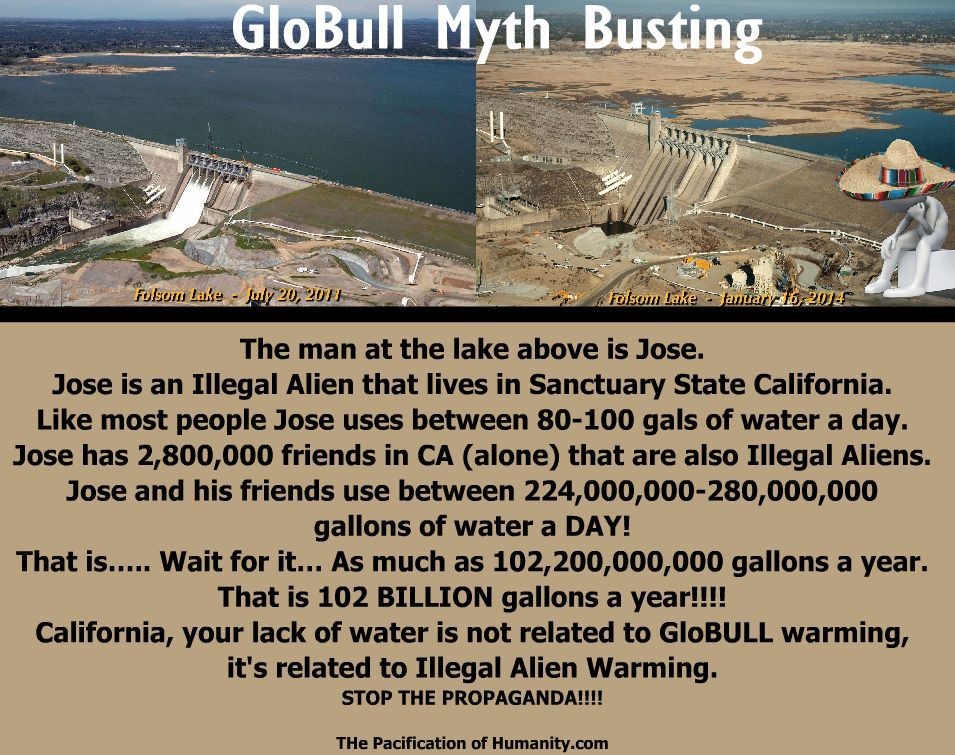 GloBull Myth Busting
Folsom Lake - July 20, 2011
Folsom Lake - January 16, 2014
The man at the lake above is Jose.
Jose is an Illegal Alien that lives in Sanctuary State California.
Like most people Jose uses between 80-100 gals of water a day.
Jose has 2,800,000 friends in CA (alone) that are also Illegal Aliens.
Jose and his friends use between 224,000,000-280,000,000
gallons of water a DAY!
That is..... Wait for it... As much as 102,200,000,000 gallons a year.
That is 102 BILLION gallons a year!!!!
California, your lack of water is not related to GloBULL warming,
it's related to Illegal Alien Warming.
STOP THE PROPAGANDA!!!!
THe Pacification of Humanity.com